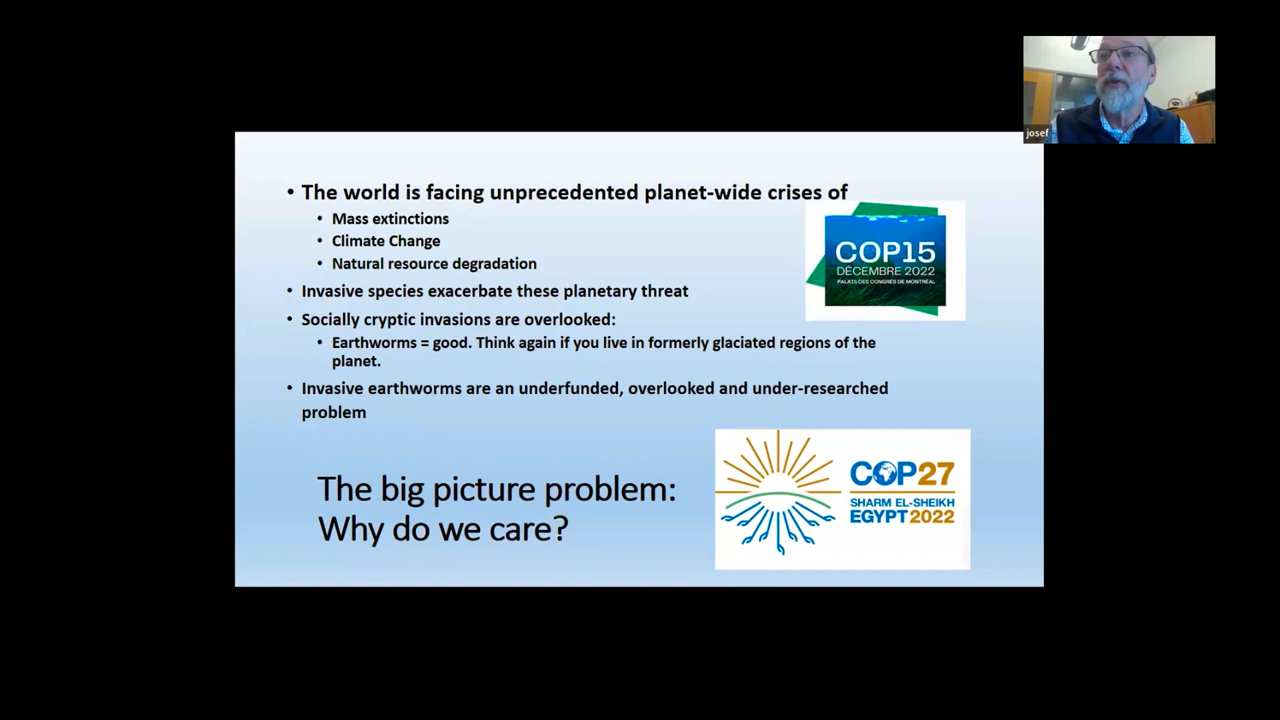 josef
• The world is facing unprecedented planet-wide crises of
• Mass extinctions
• Climate Change
• Natural resource degradation
• Invasive species exacerbate these planetary threat
• Socially cryptic invasions are overlooked:
• Earthworms = good. Think again if you live in formerly glaciated regions of the
planet.
• Invasive earthworms are an underfunded, overlooked and under-researched
problem
COP15
DÉCEMBRE 2022
PALAIS DES CONGRÈS DE MONTRÉAL
The big picture problem:
Why do we care?
COP27
SHARM EL-SHEIKH
EGYPT 2022